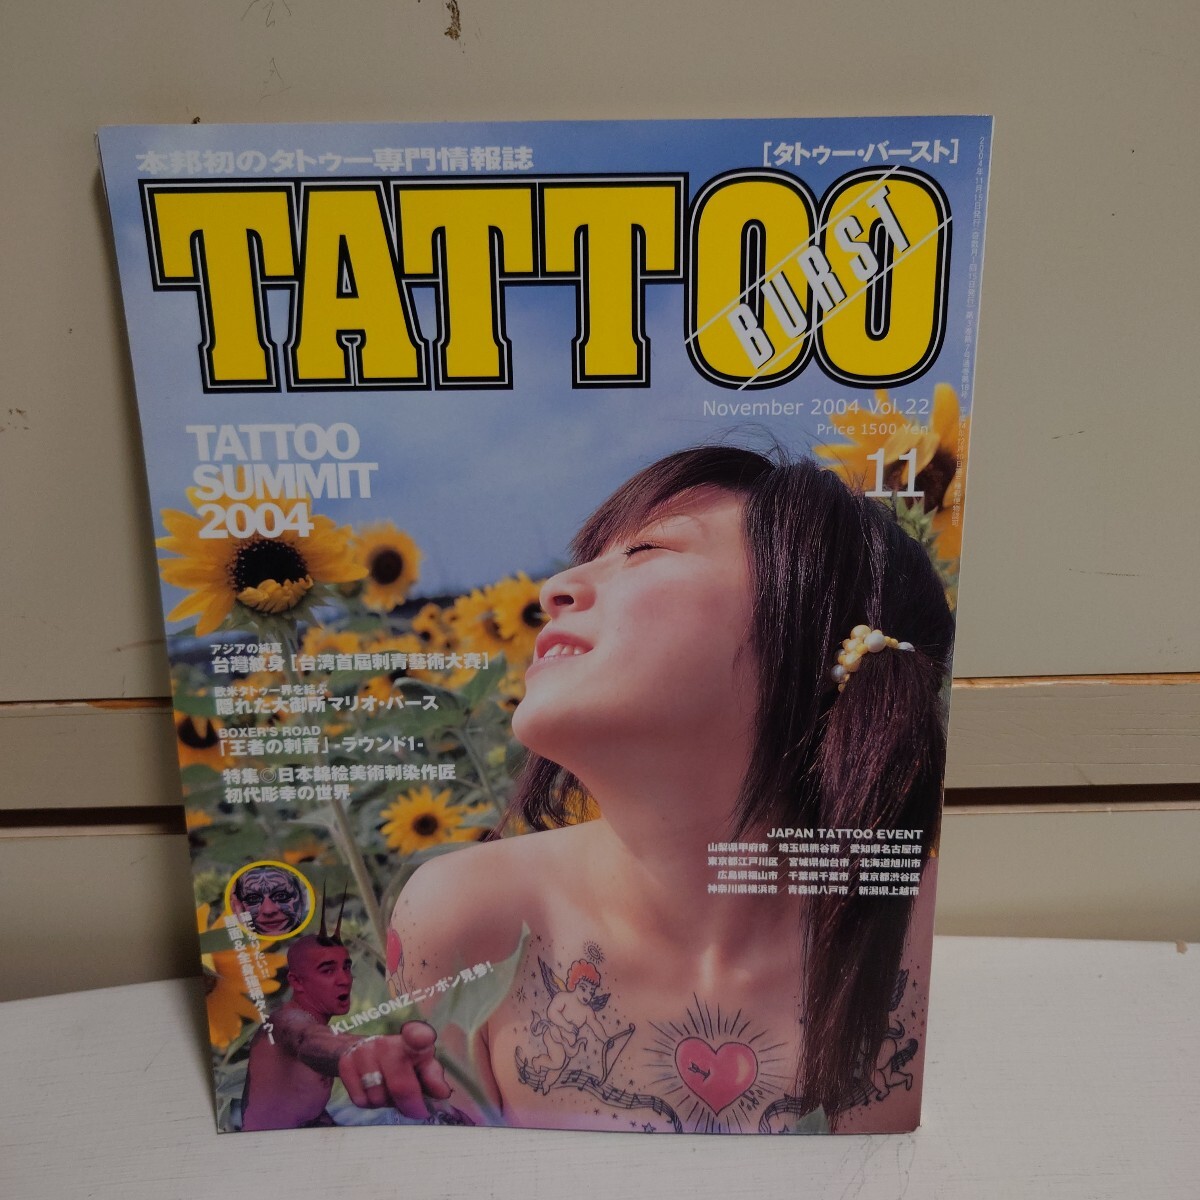 本邦初のタトゥー専門情報誌
[タトゥー・バースト]
TATTOO
BURST
November 2004 Vol.22
Price 1500 Yen
11
TATTOO
SUMMIT
2004
アジアの純真
台灣紋身 [台湾首届刺青藝術大賽]
欧米タトゥー界を結ぶ
隠れた大御所マリオ・バース
BOXER'S ROAD
「王者の刺青」-ラウンド1-
特集◎日本錦絵美術刺染作匠
初代彫幸の世界
JAPAN TATTOO EVENT
山梨県甲府市／埼玉県熊谷市／愛知県名古屋市
東京都江戸川区／宮城県仙台市／北海道旭川市
広島県福山市／千葉県千葉市／東京都渋谷区
神奈川県横浜市／青森県八戸市／新潟県上越市
KLINGONZニッポン見参!